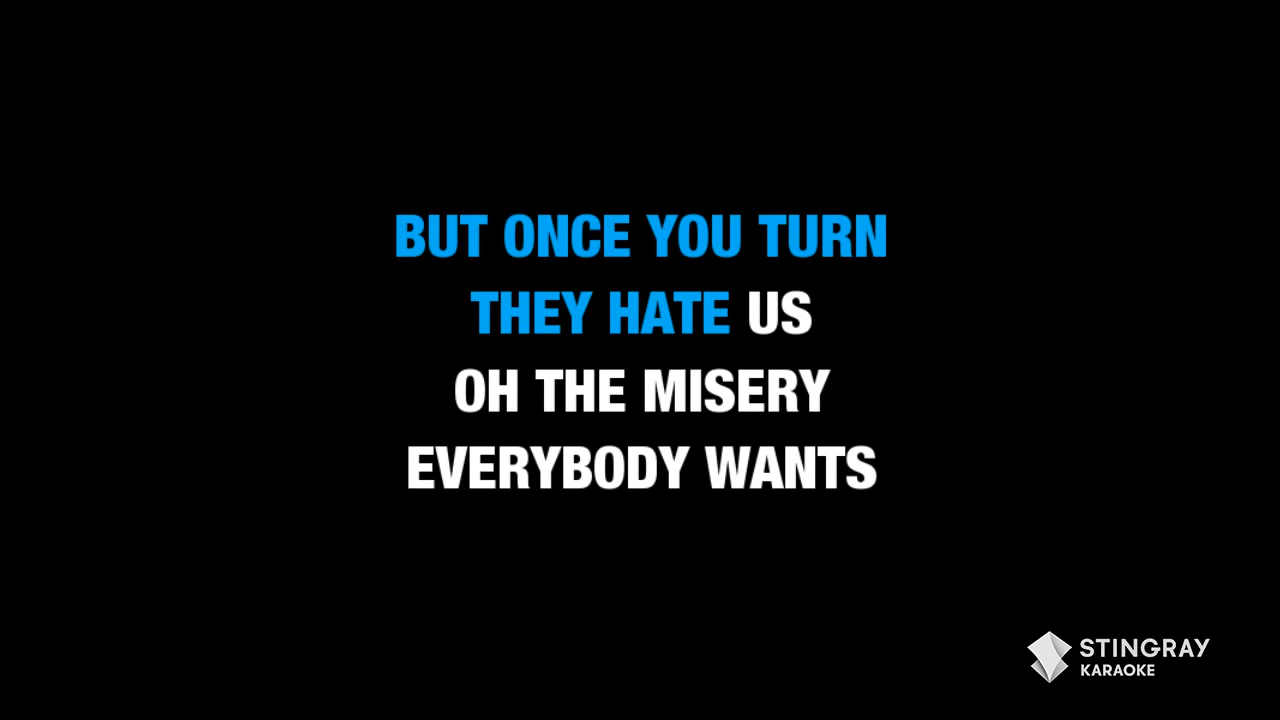 BUT ONCE YOU TURN
THEY HATE US
OH THE MISERY
EVERYBODY WANTS
STINGRAY
KARAOKE